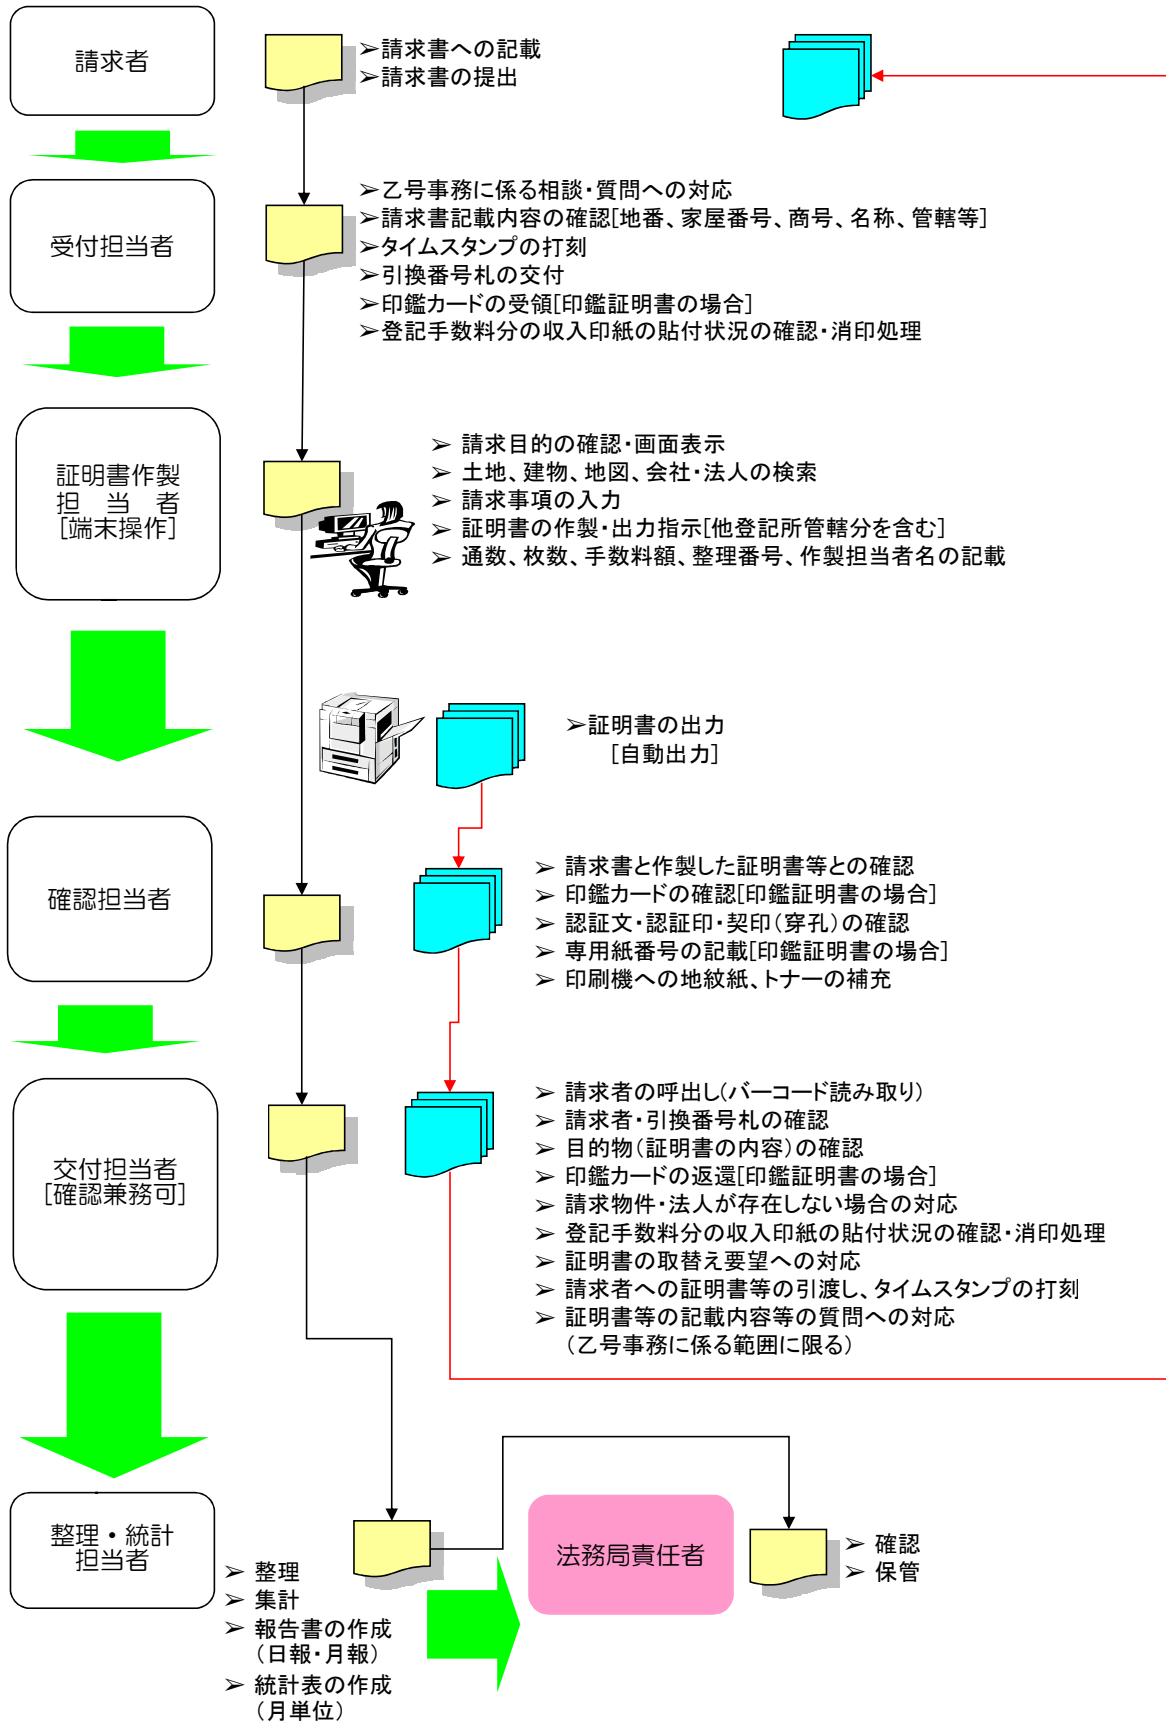 請求者
➢請求書への記載
➢請求書の提出
受付担当者
➢乙号事務に係る相談・質問への対応
➢請求書記載内容の確認[地番、家屋番号、商号、名称、管轄等]
➢タイムスタンプの打刻
➢引換番号札の交付
➢印鑑カードの受領[印鑑証明書の場合]
➢登記手数料分の収入印紙の貼付状況の確認・消印処理
証明書作製
担 当 者
[端末操作]
➢ 請求目的の確認・画面表示
➢ 土地、建物、地図、会社・法人の検索
➢ 請求事項の入力
➢ 証明書の作製・出力指示[他登記所管轄分を含む]
➢ 通数、枚数、手数料額、整理番号、作製担当者名の記載
➢証明書の出力
[自動出力]
確認担当者
➢ 請求書と作製した証明書等との確認
➢ 印鑑カードの確認[印鑑証明書の場合]
➢ 認証文・認証印・契印(穿孔)の確認
➢ 専用紙番号の記載[印鑑証明書の場合]
➢ 印刷機への地紋紙、トナーの補充
交付担当者
[確認兼務可]
➢ 請求者の呼出し(バーコード読み取り)
➢ 請求者・引換番号札の確認
➢ 目的物(証明書の内容)の確認
➢ 印鑑カードの返還[印鑑証明書の場合]
➢ 請求物件・法人が存在しない場合の対応
➢ 登記手数料分の収入印紙の貼付状況の確認・消印処理
➢ 証明書の取替え要望への対応
➢ 請求者への証明書等の引渡し、タイムスタンプの打刻
➢ 証明書等の記載内容等の質問への対応
(乙号事務に係る範囲に限る)
整理・統計
担当者
➢ 整理
➢ 集計
➢ 報告書の作成
(日報・月報)
➢ 統計表の作成
(月単位)
法務局責任者
➢ 確認
➢ 保管